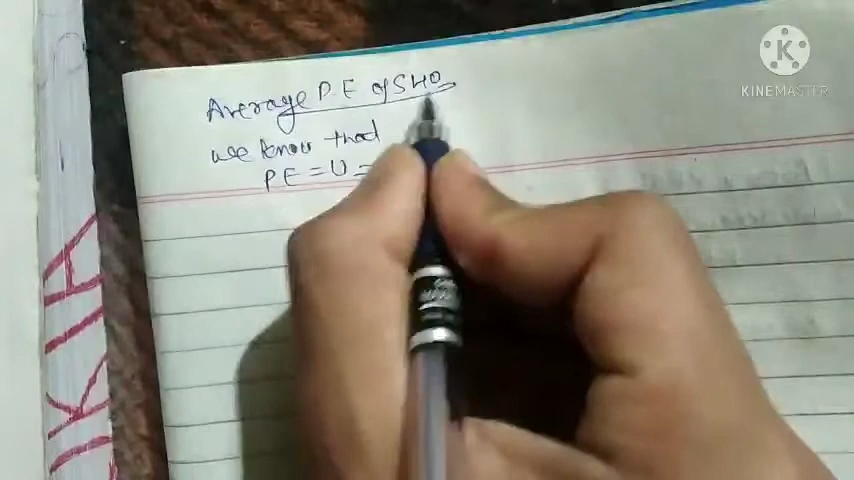 Average P.E of SHO
we know that
PE = U =
KINEMASTER